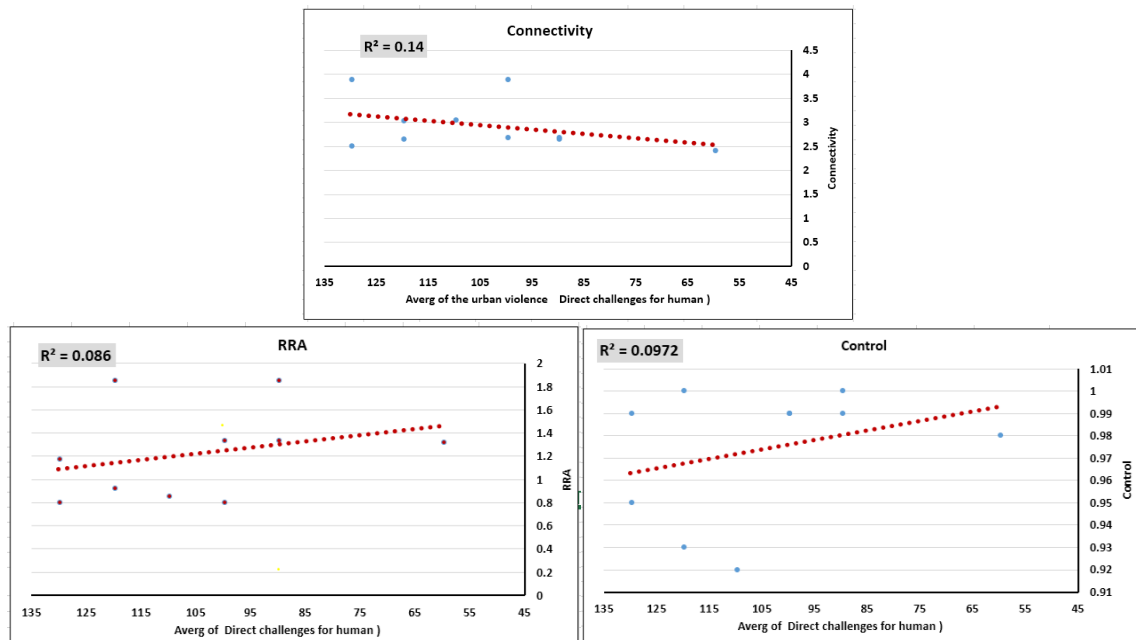 Connectivity
R² = 0.14
4.5
4
3.5
3
2.5
2
1.5
1
0.5
0
Connectivity
135 125 115 105 95 85 75 65 55 45
Averg of the urban violence Direct challenges for human )
RRA
R² = 0.086
2
1.8
1.6
1.4
1.2
1
0.8
0.6
0.4
0.2
0
RRA
135 125 115 105 95 85 75 65 55 45
Averg of Direct challenges for human )
Control
R² = 0.0972
1.01
1
0.99
0.98
0.97
0.96
0.95
0.94
0.93
0.92
0.91
Control
135 125 115 105 95 85 75 65 55 45
Averg of Direct challenges for human )